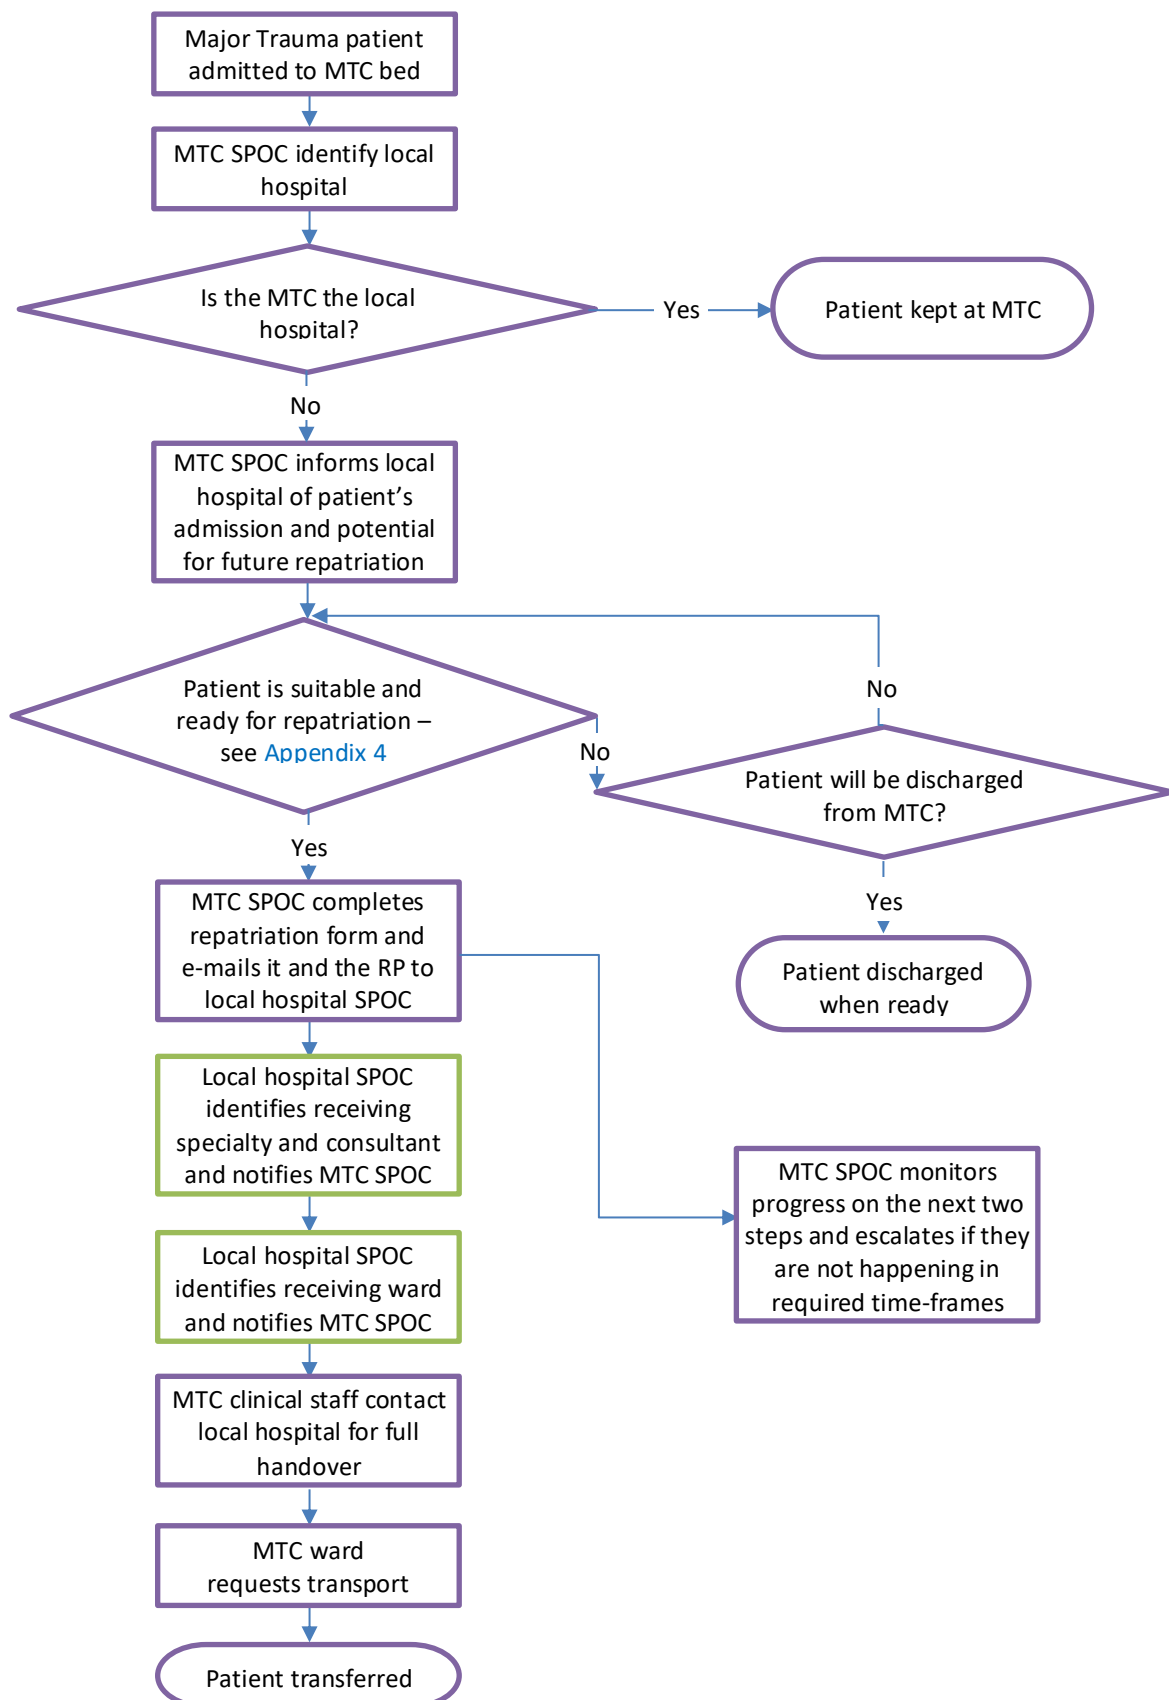 Major Trauma patient
admitted to MTC bed
MTC SPOC identify local
hospital
Is the MTC the local
hospital?
Yes
Patient kept at MTC
No
MTC SPOC informs local
hospital of patient’s
admission and potential
for future repatriation
Patient is suitable and
ready for repatriation –
see Appendix 4
No
No
Patient will be discharged
from MTC?
Yes
Yes
Patient discharged
when ready
MTC SPOC completes
repatriation form and
e-mails it and the RP to
local hospital SPOC
Local hospital SPOC
identifies receiving
specialty and consultant
and notifies MTC SPOC
MTC SPOC monitors
progress on the next two
steps and escalates if they
are not happening in
required time-frames
Local hospital SPOC
identifies receiving ward
and notifies MTC SPOC
MTC clinical staff contact
local hospital for full
handover
MTC ward
requests transport
Patient transferred